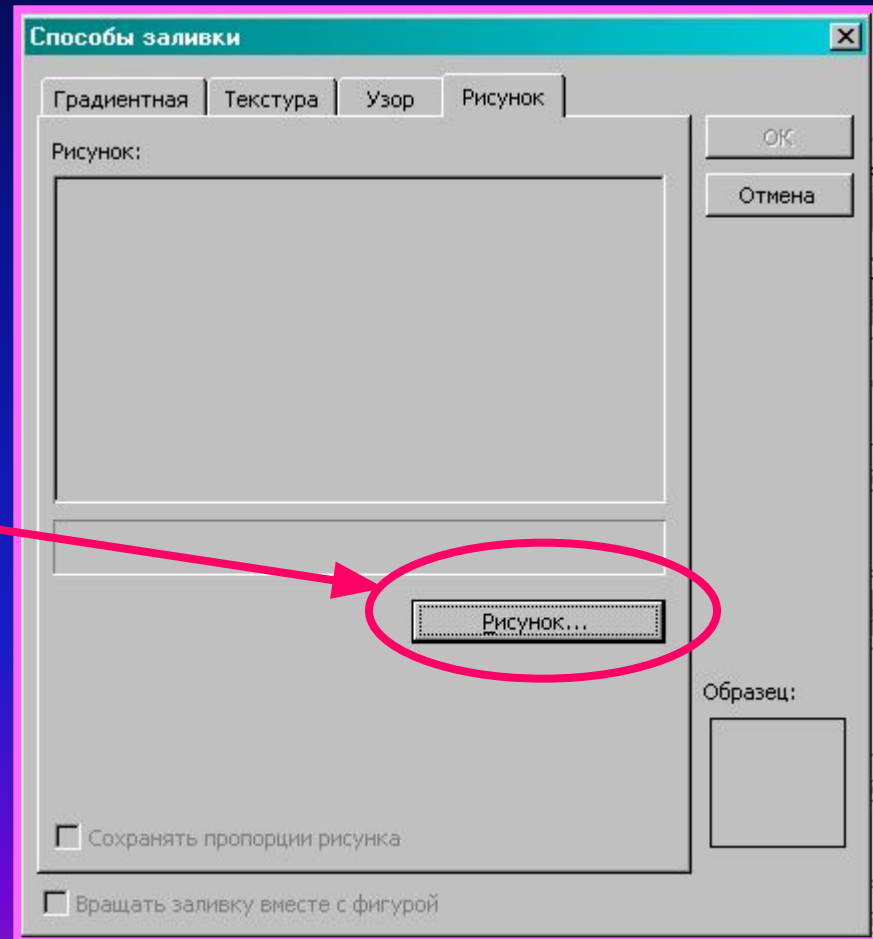 Способы заливки
Градиентная Текстура Узор Рисунок
Рисунок:
ОК
Отмена
Рисунок...
Образец:
Сохранять пропорции рисунка
Вращать заливку вместе с фигурой